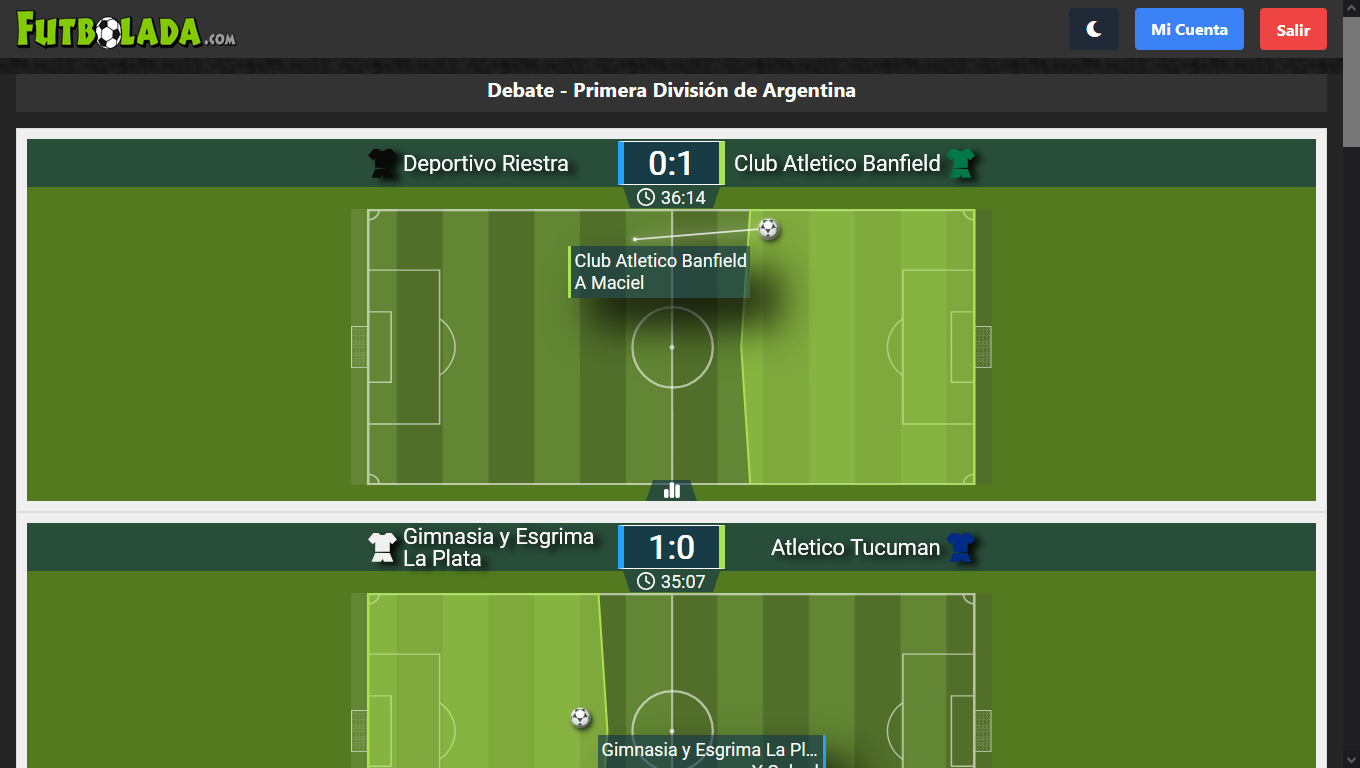 FUTBOLADA.COM
Mi Cuenta
Salir
Debate - Primera División de Argentina
Deportivo Riestra
0:1
Club Atletico Banfield
36:14
Club Atletico Banfield
A Maciel
Gimnasia y Esgrima
La Plata
1:0
Atletico Tucuman
35:07
Gimnasia y Esgrima La Pl...